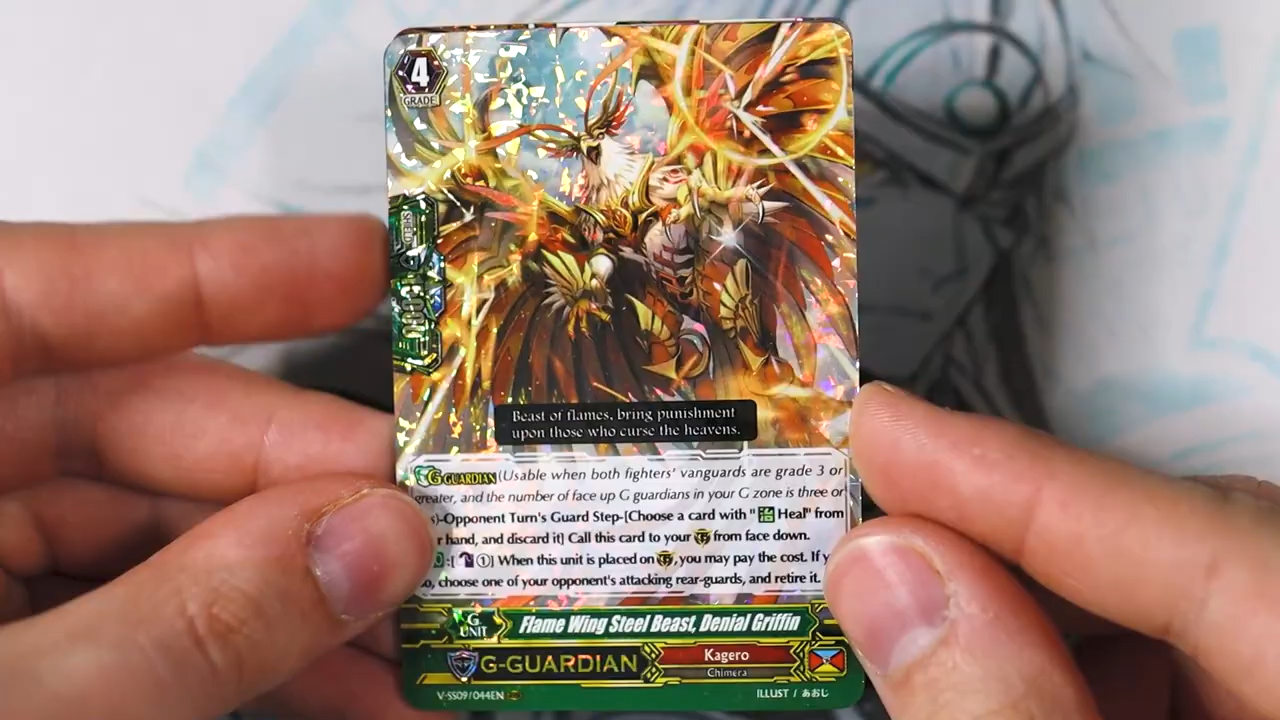 4
GRADE
SHIELD
Beast of flames, bring punishment
upon those who curse the heavens.
G GUARDIAN (Usable when both fighters' vanguards are grade 3 or
greater, and the number of face up G guardians in your G zone is three or
s)-Opponent Turn's Guard Step-[Choose a card with "治 Heal" from
r hand, and discard it] Call this card to your G from face down.
:[ ①] When this unit is placed on G, you may pay the cost. If y
o, choose one of your opponent's attacking rear-guards, and retire it.
G UNIT
Flame Wing Steel Beast, Denial Griffin
G-GUARDIAN
Kagero
Chimera
V-SS09/044EN RRR
ILLUST / あおじ